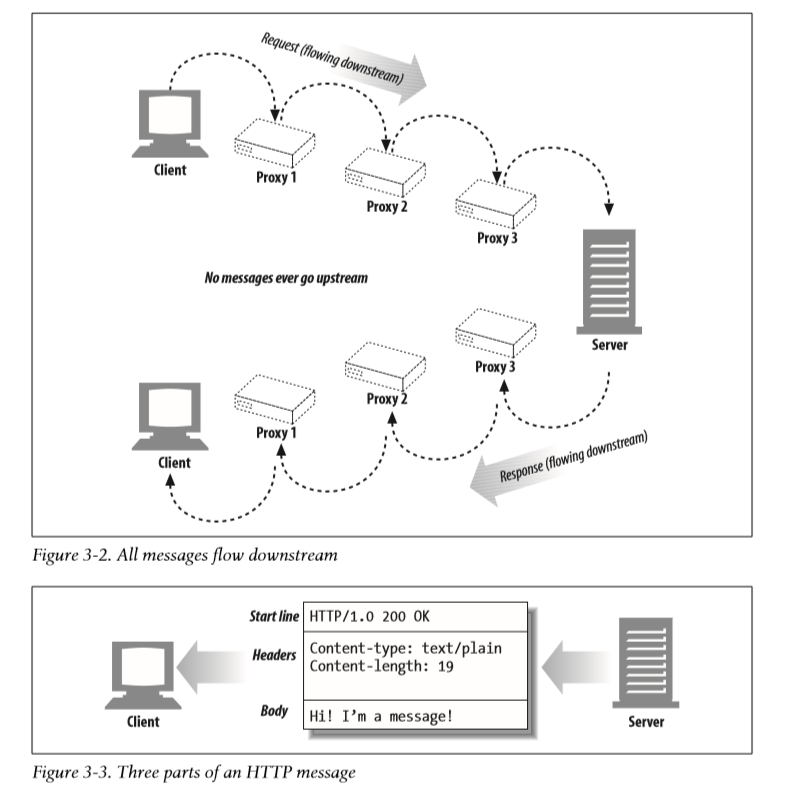 Request (flowing downstream)
Client
Proxy 1
Proxy 2
Proxy 3
No messages ever go upstream
Server
Proxy 3
Proxy 2
Proxy 1
Client
Response (flowing downstream)
Figure 3-2. All messages flow downstream
Start line
HTTP/1.0 200 OK
Headers
Content-type: text/plain
Content-length: 19
Body
Hi! I’m a message!
Client
Server
Figure 3-3. Three parts of an HTTP message